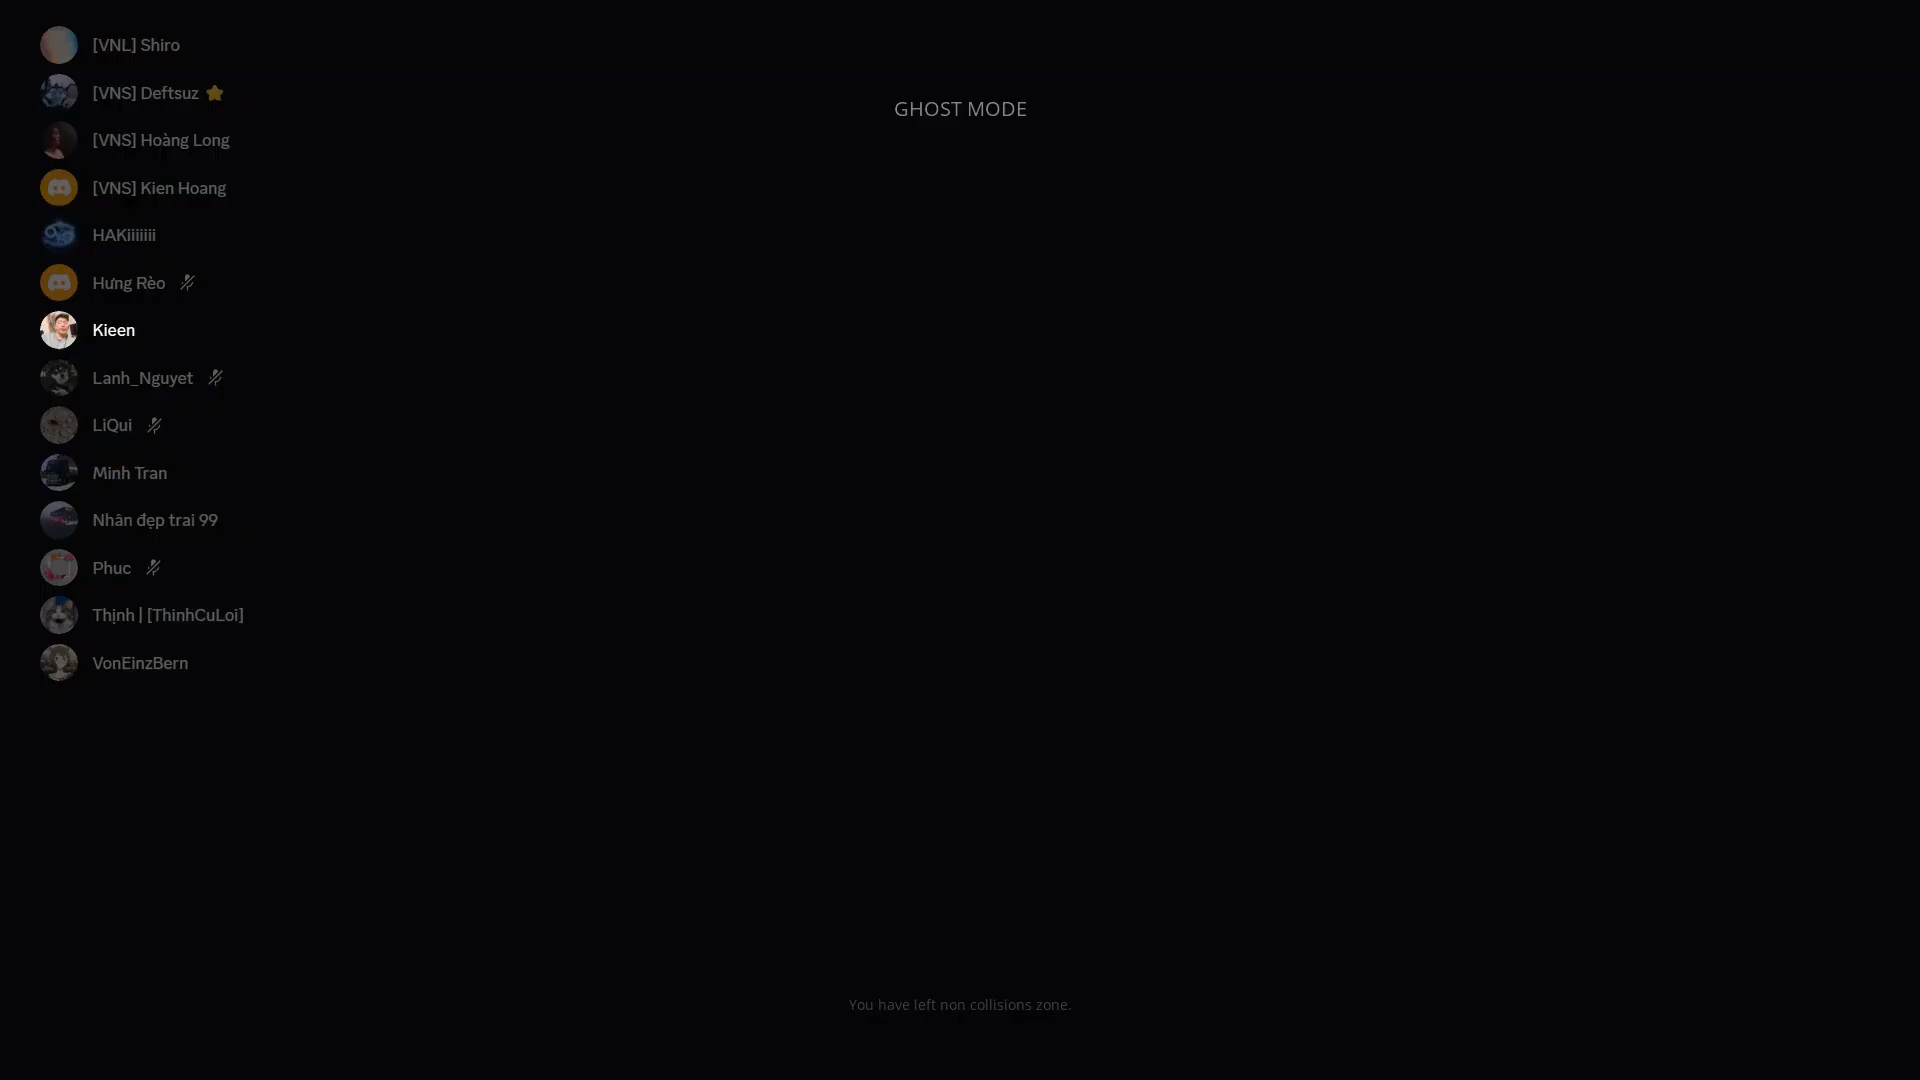 [VNL] Shiro
[VNS] Deftsuz
GHOST MODE
[VNS] Hoàng Long
[VNS] Kien Hoang
HAKiiiiiii
Hưng Rèo
Kieen
Lanh_Nguyet
LiQui
Minh Tran
Nhân đẹp trai 99
Phuc
Thịnh | [ThinhCuLoi]
VonEinzBern
You have left non collisions zone.